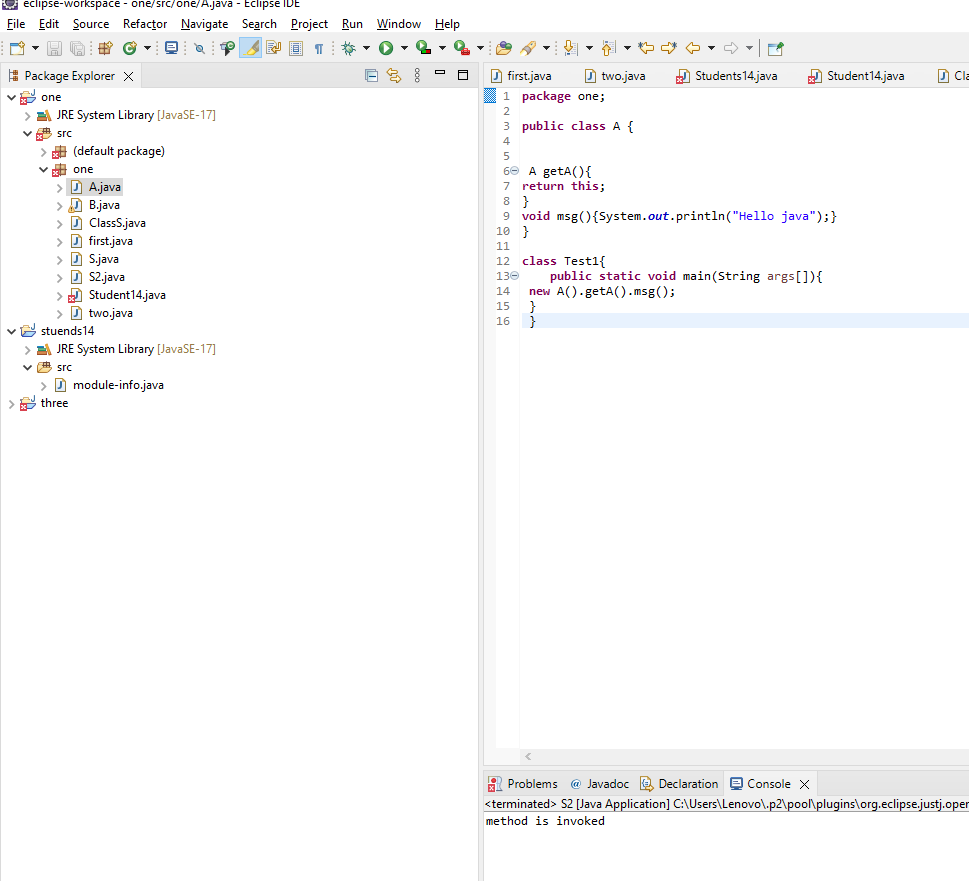 eclipse-workspace - one/src/one/A.java - Eclipse IDE
File Edit Source Refactor Navigate Search Project Run Window Help
Package Explorer
one
JRE System Library [JavaSE-17]
src
(default package)
one
A.java
B.java
ClassS.java
first.java
S.java
S2.java
Student14.java
two.java
stuends14
JRE System Library [JavaSE-17]
src
module-info.java
three
first.java two.java Students14.java Student14.java Cla
1 package one;
2
3 public class A {
4
5
6 A getA(){
7 return this;
8 }
9 void msg(){System.out.println("Hello java");}
10 }
11
12 class Test1{
13 public static void main(String args[]){
14 new A().getA().msg();
15 }
16 }
Problems @ Javadoc Declaration Console
<terminated> S2 [Java Application] C:\Users\Lenovo\.p2\pool\plugins\org.eclipse.justj.open
method is invoked